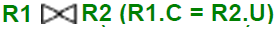 R1 ⋈ R2 (R1.C = R2.U)